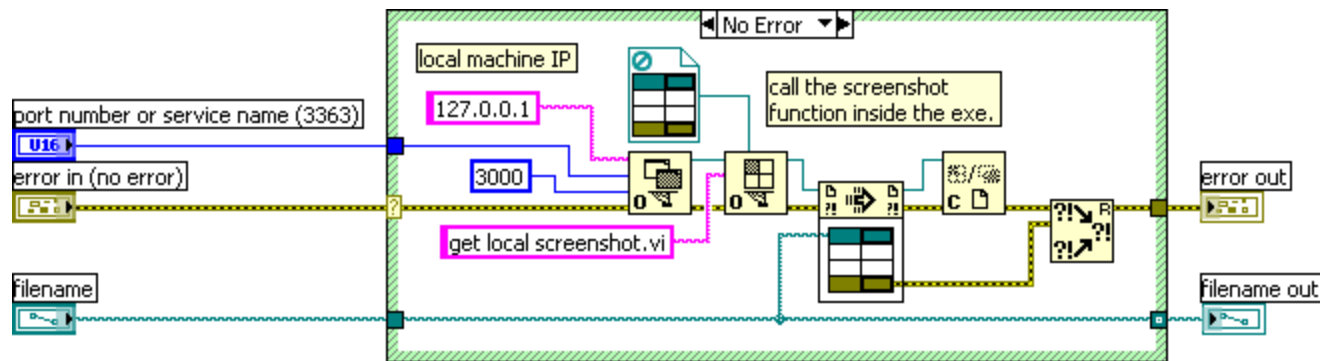 No Error
local machine IP
call the screenshot
function inside the exe.
port number or service name (3363)
U16
127.0.0.1
error in (no error)
3000
O
O
C
?!
?!
?
error out
R
?!
?!
?!
get local screenshot.vi
filename
filename out